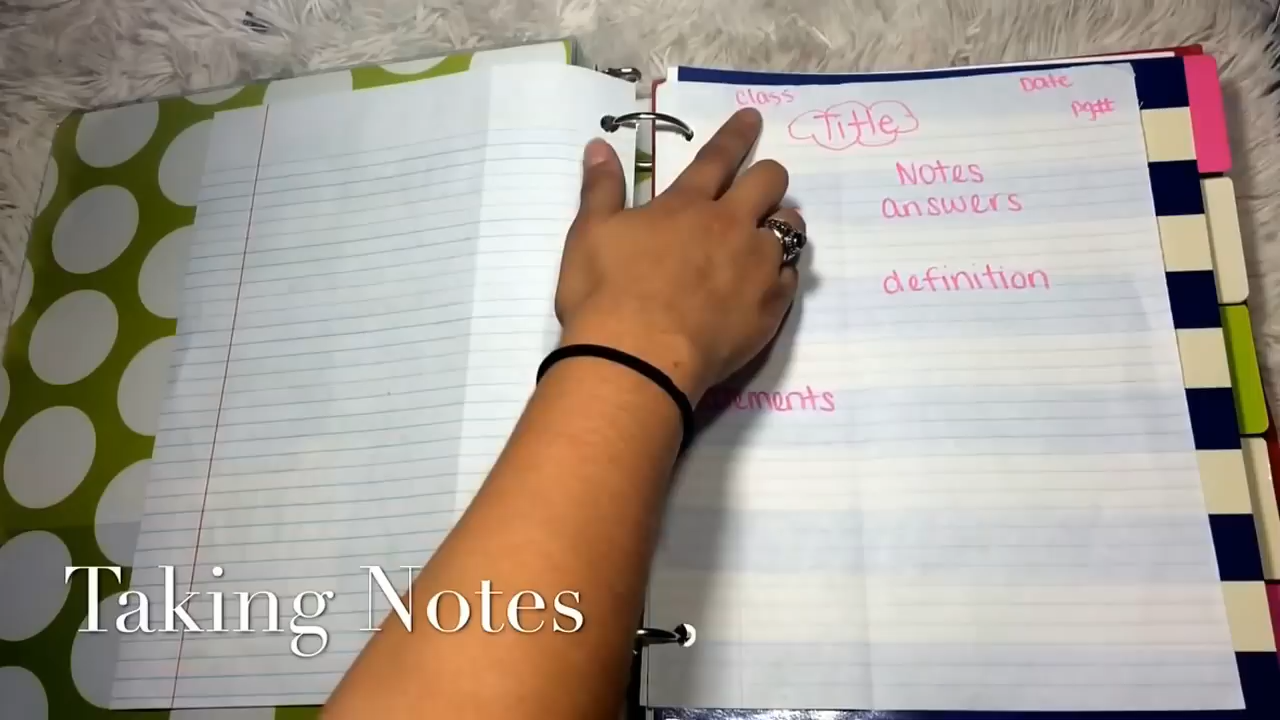 class
Date
Title
pg#
Notes
answers
definition
Taking Notes